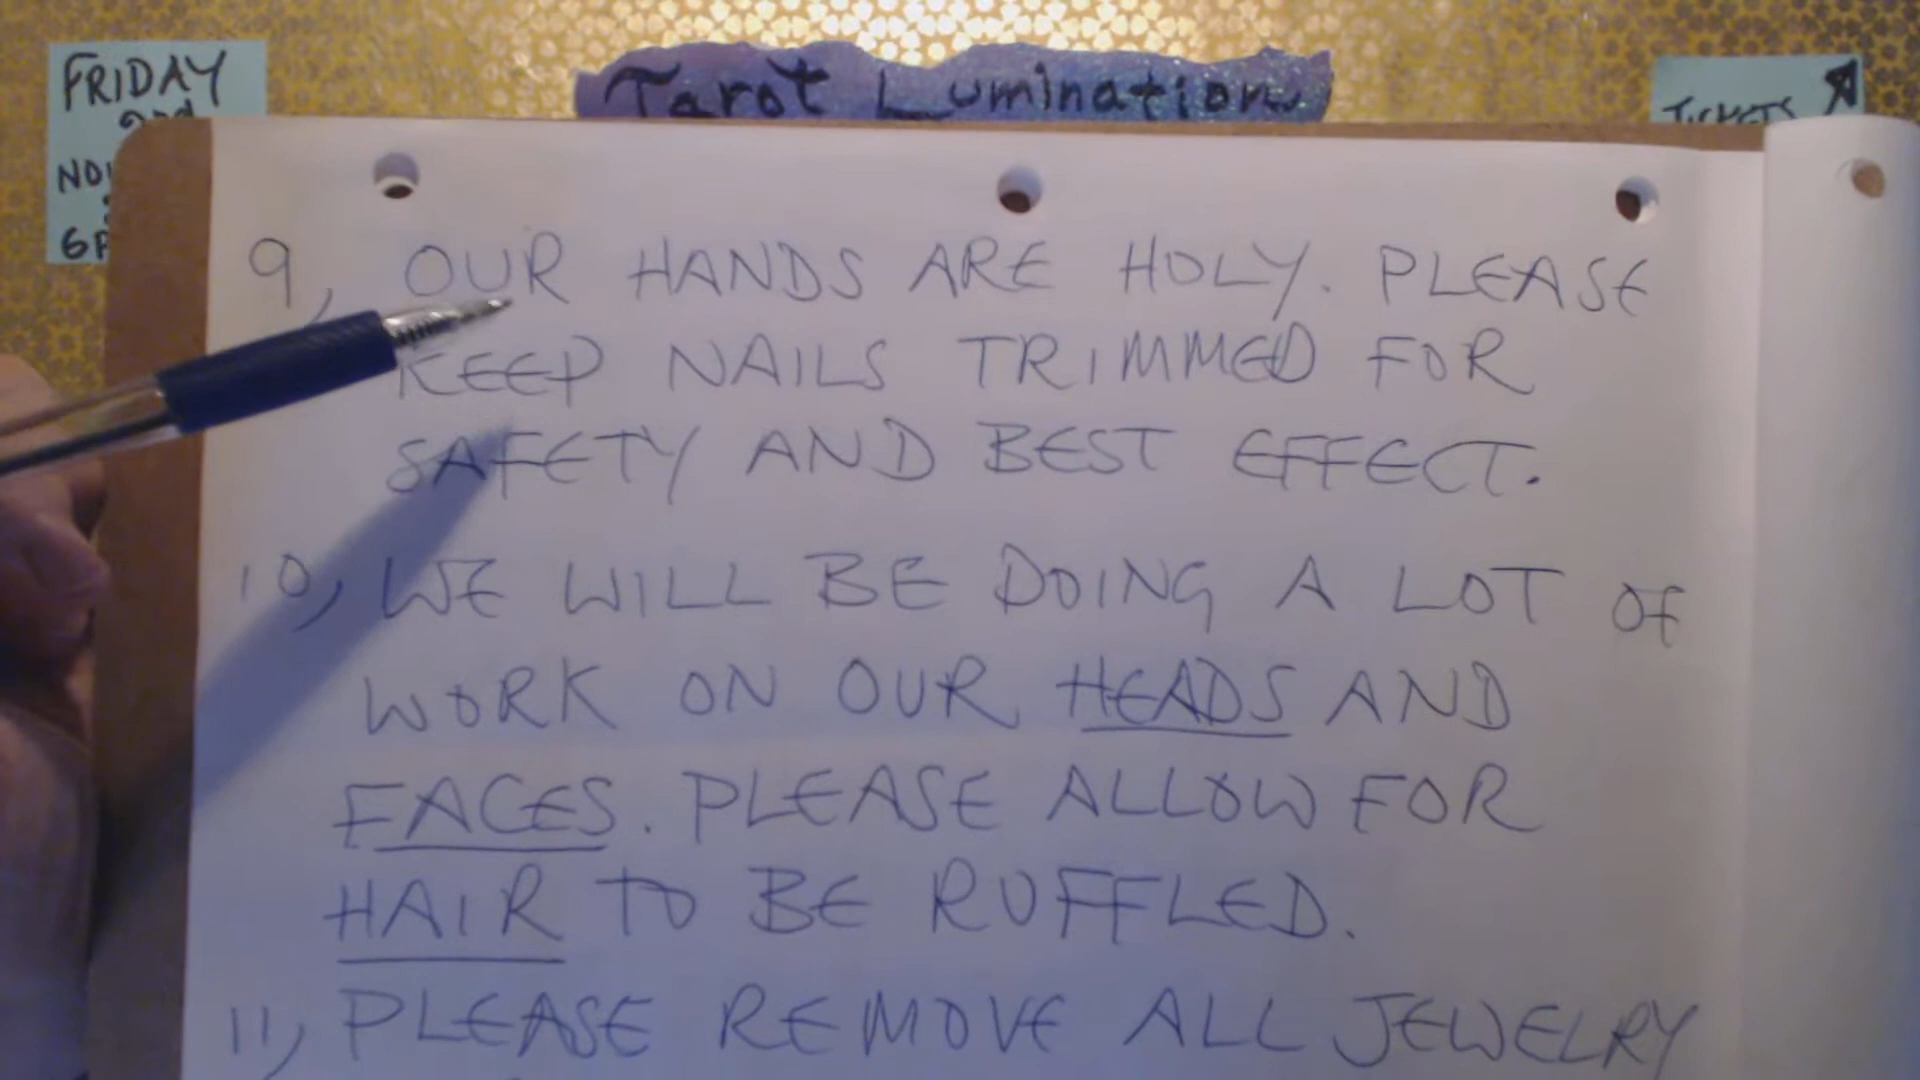 FRIDAY
Tarot Lumination
TICKETS
9, OUR HANDS ARE HOLY. PLEASE
KEEP NAILS TRIMMED FOR
SAFETY AND BEST EFFECT.
10, WE WILL BE DOING A LOT OF
WORK ON OUR HEADS AND
FACES. PLEASE ALLOW FOR
HAIR TO BE RUFFLED.
11, PLEASE REMOVE ALL JEWELRY